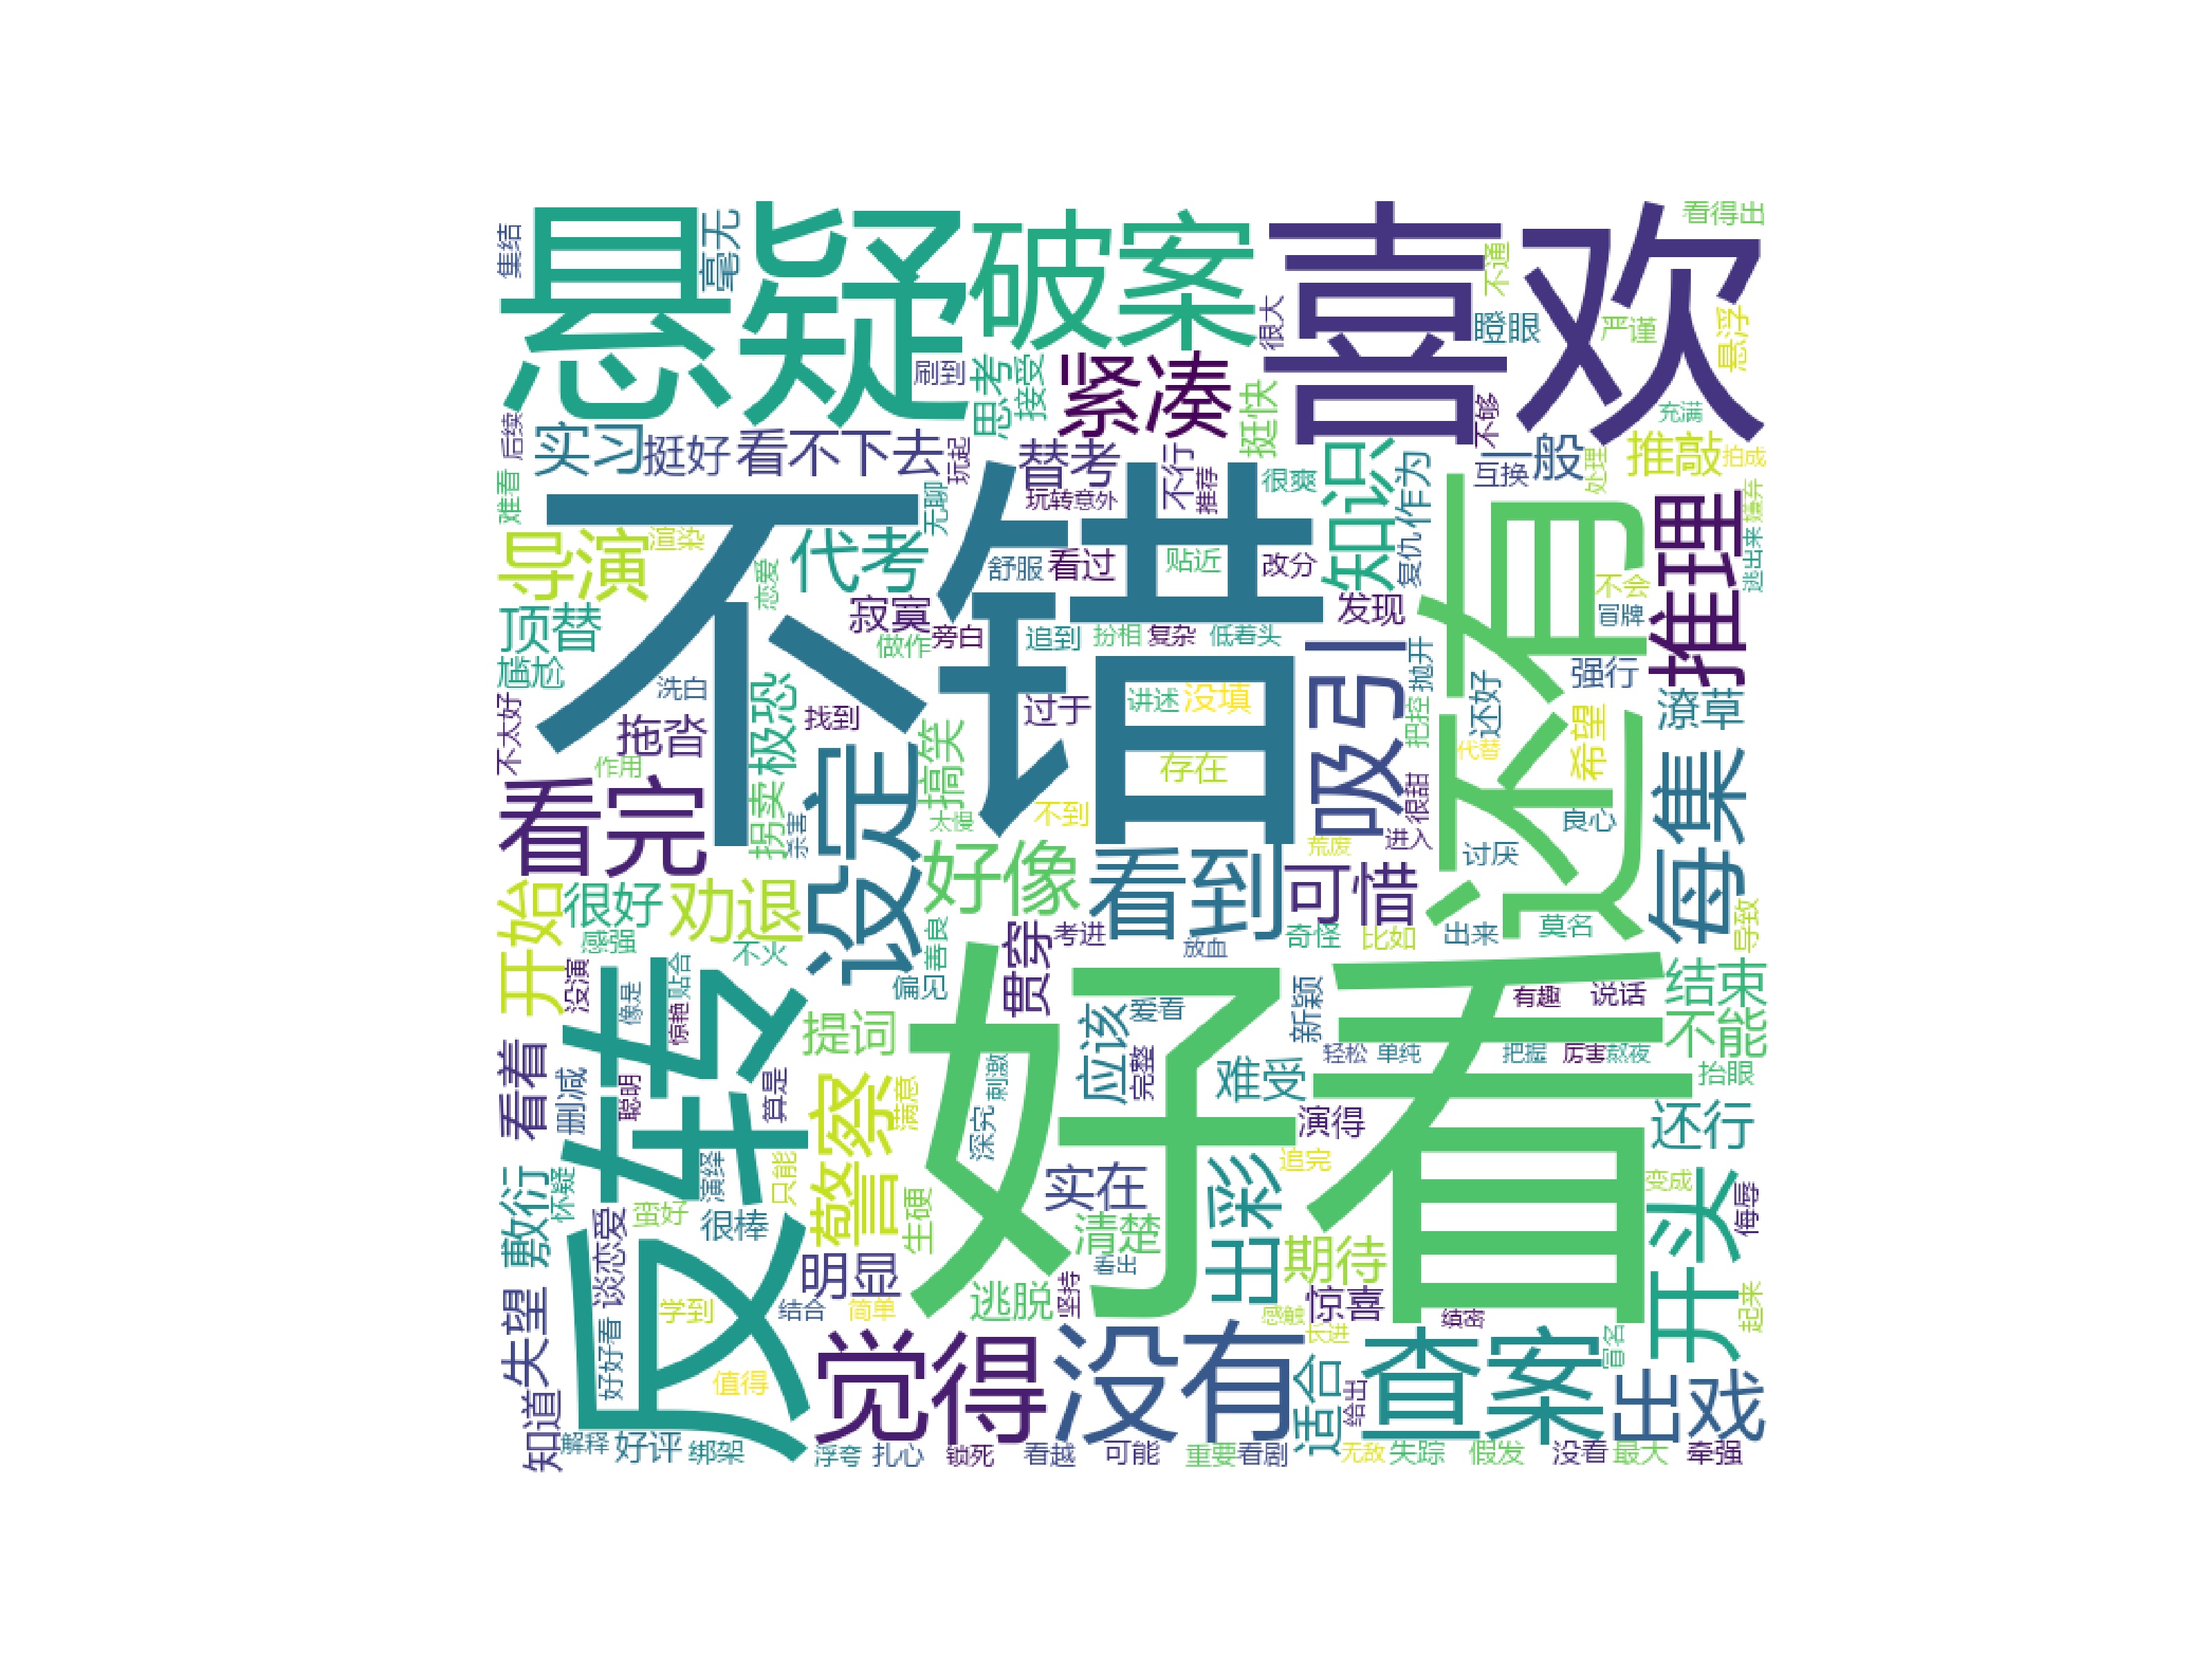 悬疑
破案
喜欢
看得出
集结
毫无
不通
很大
瞪眼
严谨
悬浮
刷到
思考
接受
紧凑
挺快
不够
充满
后续
实习
挺好
看不下去
玩起
替考
不行
推荐
很爽
知识
作为
一般
互换
处理
推敲
拍成
难看
无聊
玩转意外
嫌弃
不错
还有
推理
导演
渲染
代考
恋爱
舒服
看过
贴近
改分
复仇
不会
逃出来
顶替
寂寞
旁白
做作
追到
扮相
复杂
低着头
发现
冒牌
尴尬
洗白
极恐
找到
过于
讲述
没填
吸引
抛开
还好
强行
潦草
不太好
拖沓
搞笑
把控
代替
希望
作用
拐卖
杀害
设定
存在
很甜
每集
看完
太慢
不到
荒废
进入
良心
讨厌
开始
很好
劝退
好像
看到
可惜
感强
不火
善良
贯穿
考进
放血
奇怪
比如
出来
莫名
导致
没演
像是
贴合
惊艳
偏见
反转
好看
爱看
新颖
有趣
说话
结束
不能
提词
应该
完整
轻松
单纯
把握
厉害
熬夜
看着
删减
聪明
算是
警察
满意
刺激
深究
难受
抬眼
演得
还行
敷衍
怀疑
演绎
只能
实在
出彩
追完
变成
侮辱
蛮好
很棒
生硬
清楚
谈恋爱
明显
看出
期待
开头
失望
学到
结合
简单
逃脱
坚持
感触
惊喜
长进
缜密
起来
好好看
值得
觉得
没有
适合
给出
查案
冒名
出戏
知道
解释
好评
绑架
浮夸
扎心
锁死
看越
可能
重要
看剧
无敌
失踪
假发
没看
最大
牵强